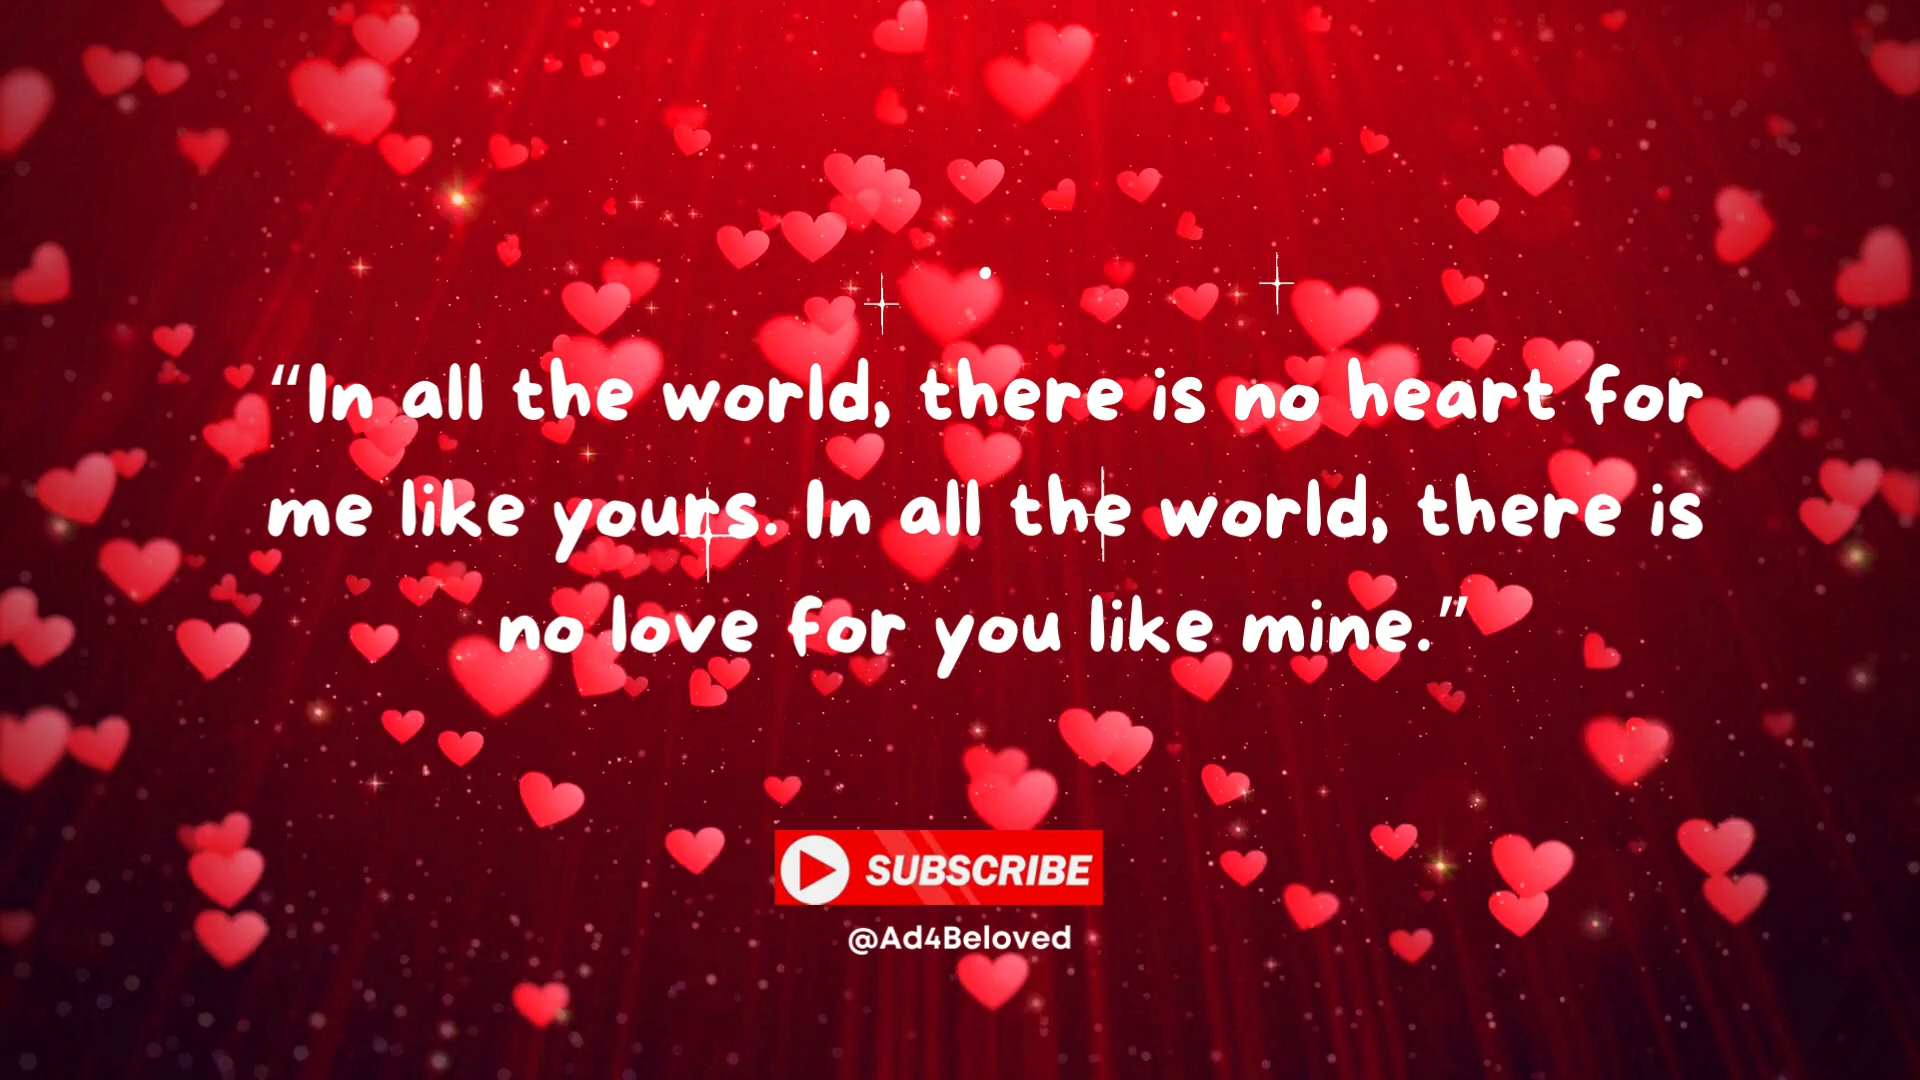 “In all the world, there is no heart for
me like yours. In all the world, there is
no love for you like mine.”
SUBSCRIBE
@Ad4Beloved